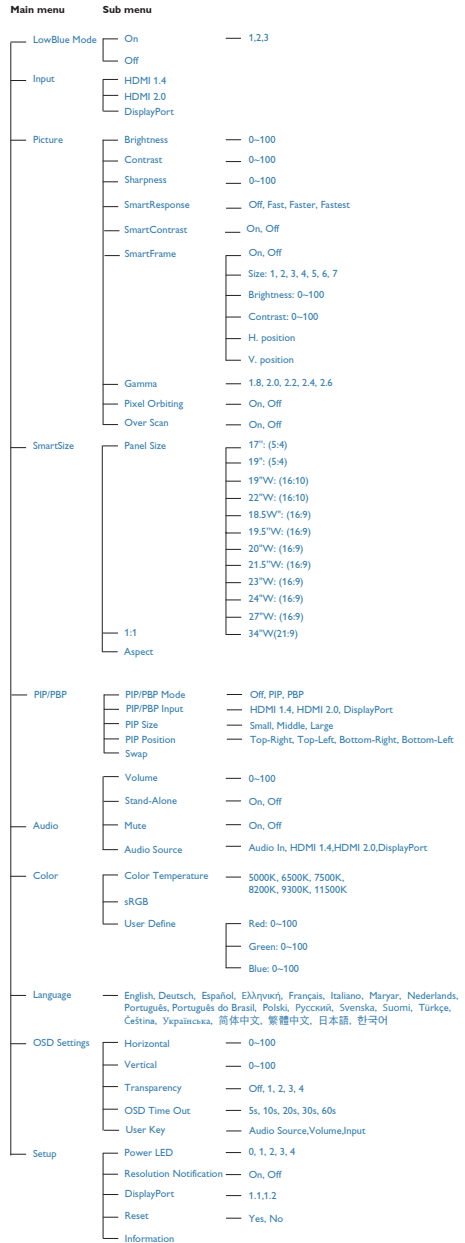 Main menu Sub menu
LowBlue Mode On 1,2,3
Off
Input HDMI 1.4
HDMI 2.0
DisplayPort
Picture Brightness 0~100
Contrast 0~100
Sharpness 0~100
SmartResponse Off, Fast, Faster, Fastest
SmartContrast On, Off
SmartFrame On, Off
Size: 1, 2, 3, 4, 5, 6, 7
Brightness: 0~100
Contrast: 0~100
H. position
V. position
Gamma 1.8, 2.0, 2.2, 2.4, 2.6
Pixel Orbiting On, Off
Over Scan On, Off
SmartSize Panel Size 17": (5:4)
19": (5:4)
19"W: (16:10)
22"W: (16:10)
18.5W": (16:9)
19.5"W: (16:9)
20"W: (16:9)
21.5"W: (16:9)
23"W: (16:9)
24"W: (16:9)
27"W: (16:9)
1:1 34"W(21:9)
Aspect
PIP/PBP PIP/PBP Mode Off, PIP, PBP
PIP/PBP Input HDMI 1.4, HDMI 2.0, DisplayPort
PIP Size Small, Middle, Large
PIP Position Top-Right, Top-Left, Bottom-Right, Bottom-Left
Swap
Volume 0~100
Stand-Alone On, Off
Audio Mute On, Off
Audio Source Audio In, HDMI 1.4,HDMI 2.0,DisplayPort
Color Color Temperature 5000K, 6500K, 7500K,
8200K, 9300K, 11500K
sRGB
User Define Red: 0~100
Green: 0~100
Blue: 0~100
Language English, Deutsch, Español, Ελληνική, Français, Italiano, Maryar, Nederlands,
Português, Português do Brasil, Polski, Русский, Svenska, Suomi, Türkçe,
Čeština, Українська, 简体中文, 繁體中文, 日本語, 한국어
OSD Settings Horizontal 0~100
Vertical 0~100
Transparency Off, 1, 2, 3, 4
OSD Time Out 5s, 10s, 20s, 30s, 60s
User Key Audio Source,Volume,Input
Setup Power LED 0, 1, 2, 3, 4
Resolution Notification On, Off
DisplayPort 1.1,1.2
Reset Yes, No
Information